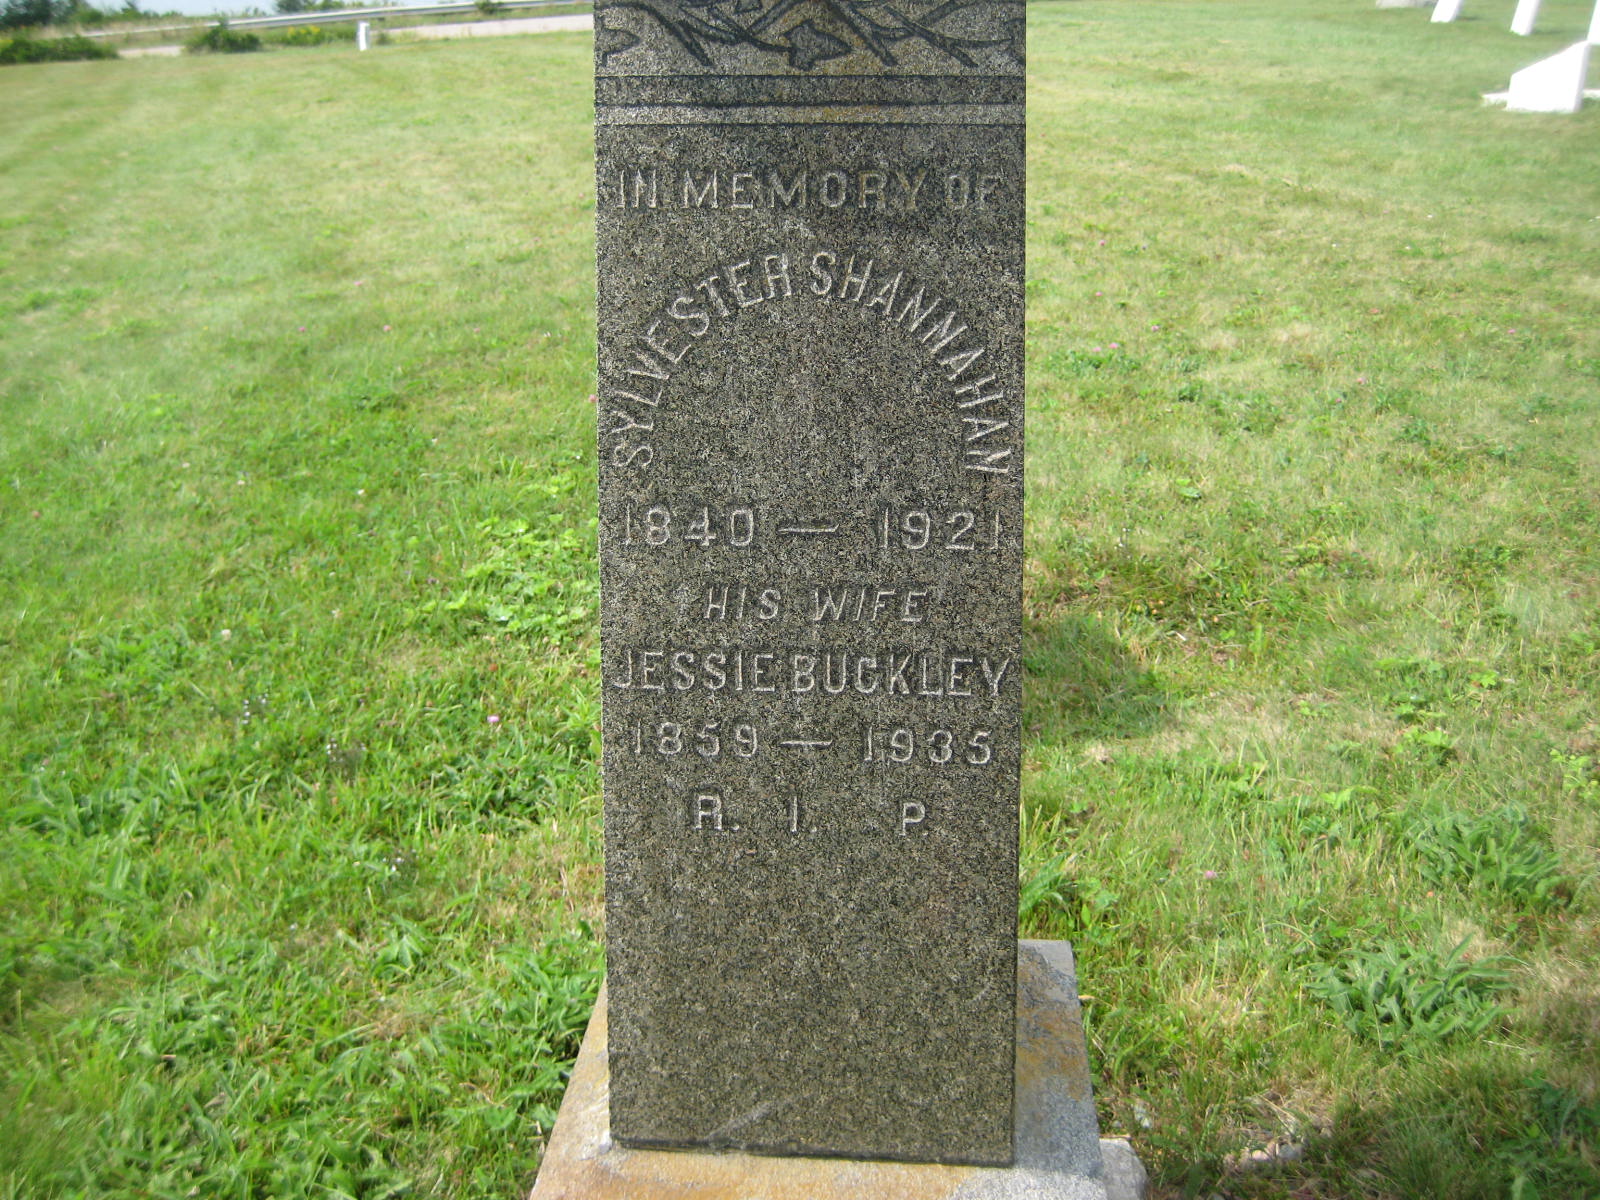 IN MEMORY OF
SYLVESTER SHANNAHAN
1840 — 1921
HIS WIFE
JESSIE BUCKLEY
1859 — 1935
R. I. P.